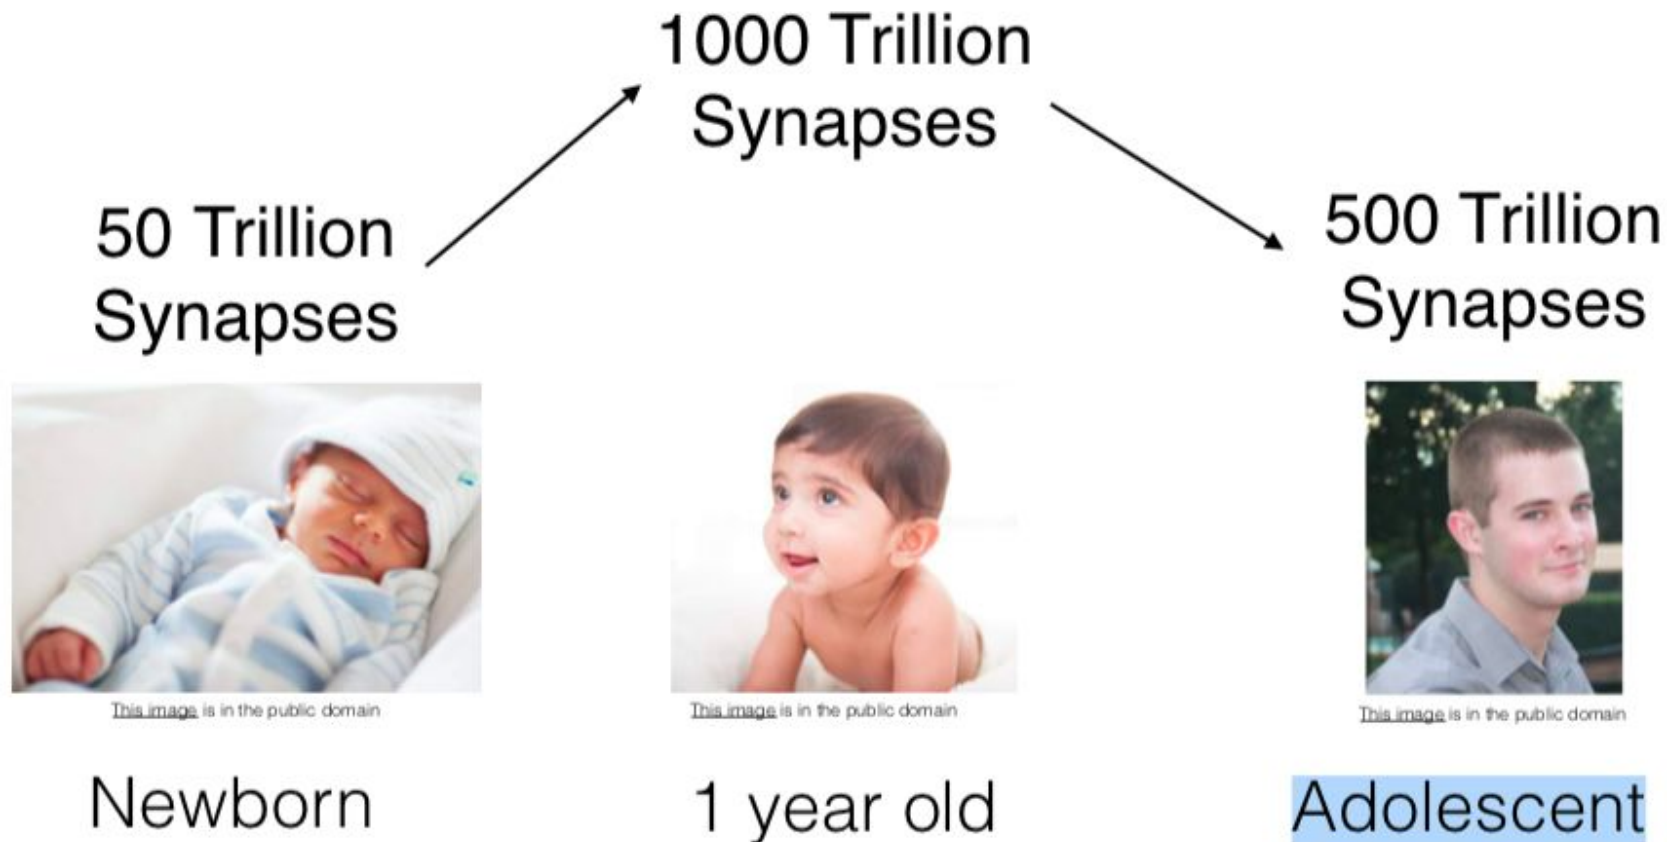 1000 Trillion
Synapses
50 Trillion
Synapses
500 Trillion
Synapses
This image is in the public domain
This image is in the public domain
This image is in the public domain
Newborn
1 year old
Adolescent